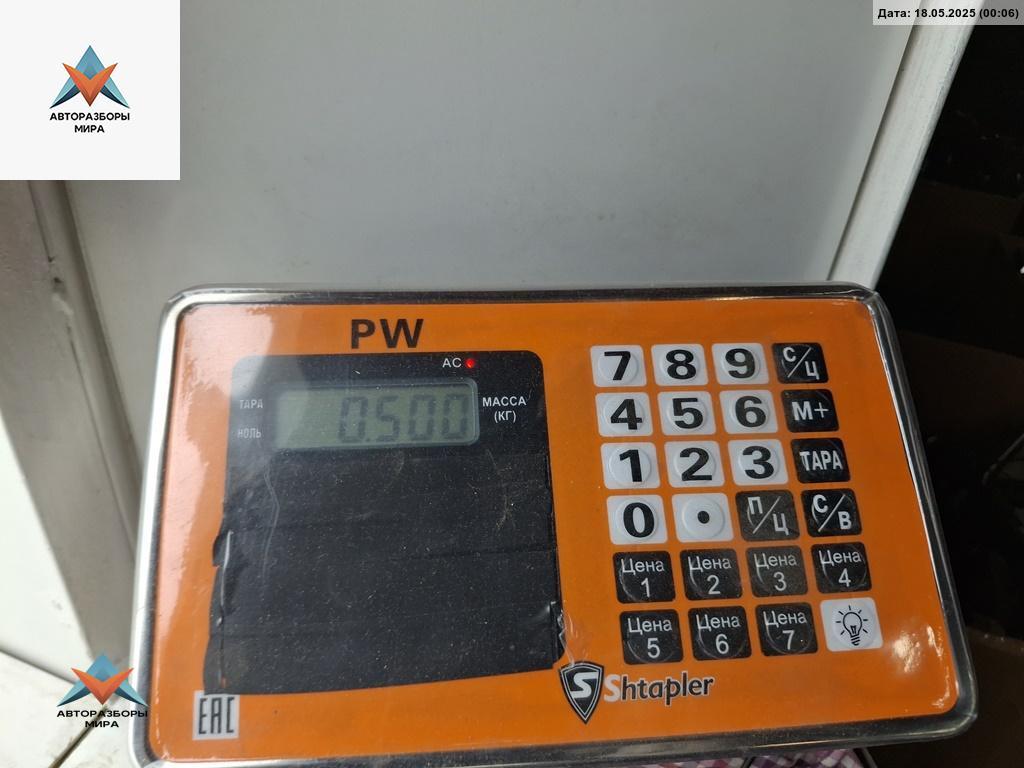 Дата: 18.05.2025 (00:06)
АВТОРАЗБОРЫ
МИРА
PW
AC
ТАРА
НОЛЬ
0.500
МАССА
(КГ)
7 8 9 С/Ц
4 5 6 М+
1 2 3 ТАРА
0 • П/Ц С/В
Цена 1 Цена 2 Цена 3 Цена 4
Цена 5 Цена 6 Цена 7
S Shtapler
EAC
АВТОРАЗБОРЫ
МИРА